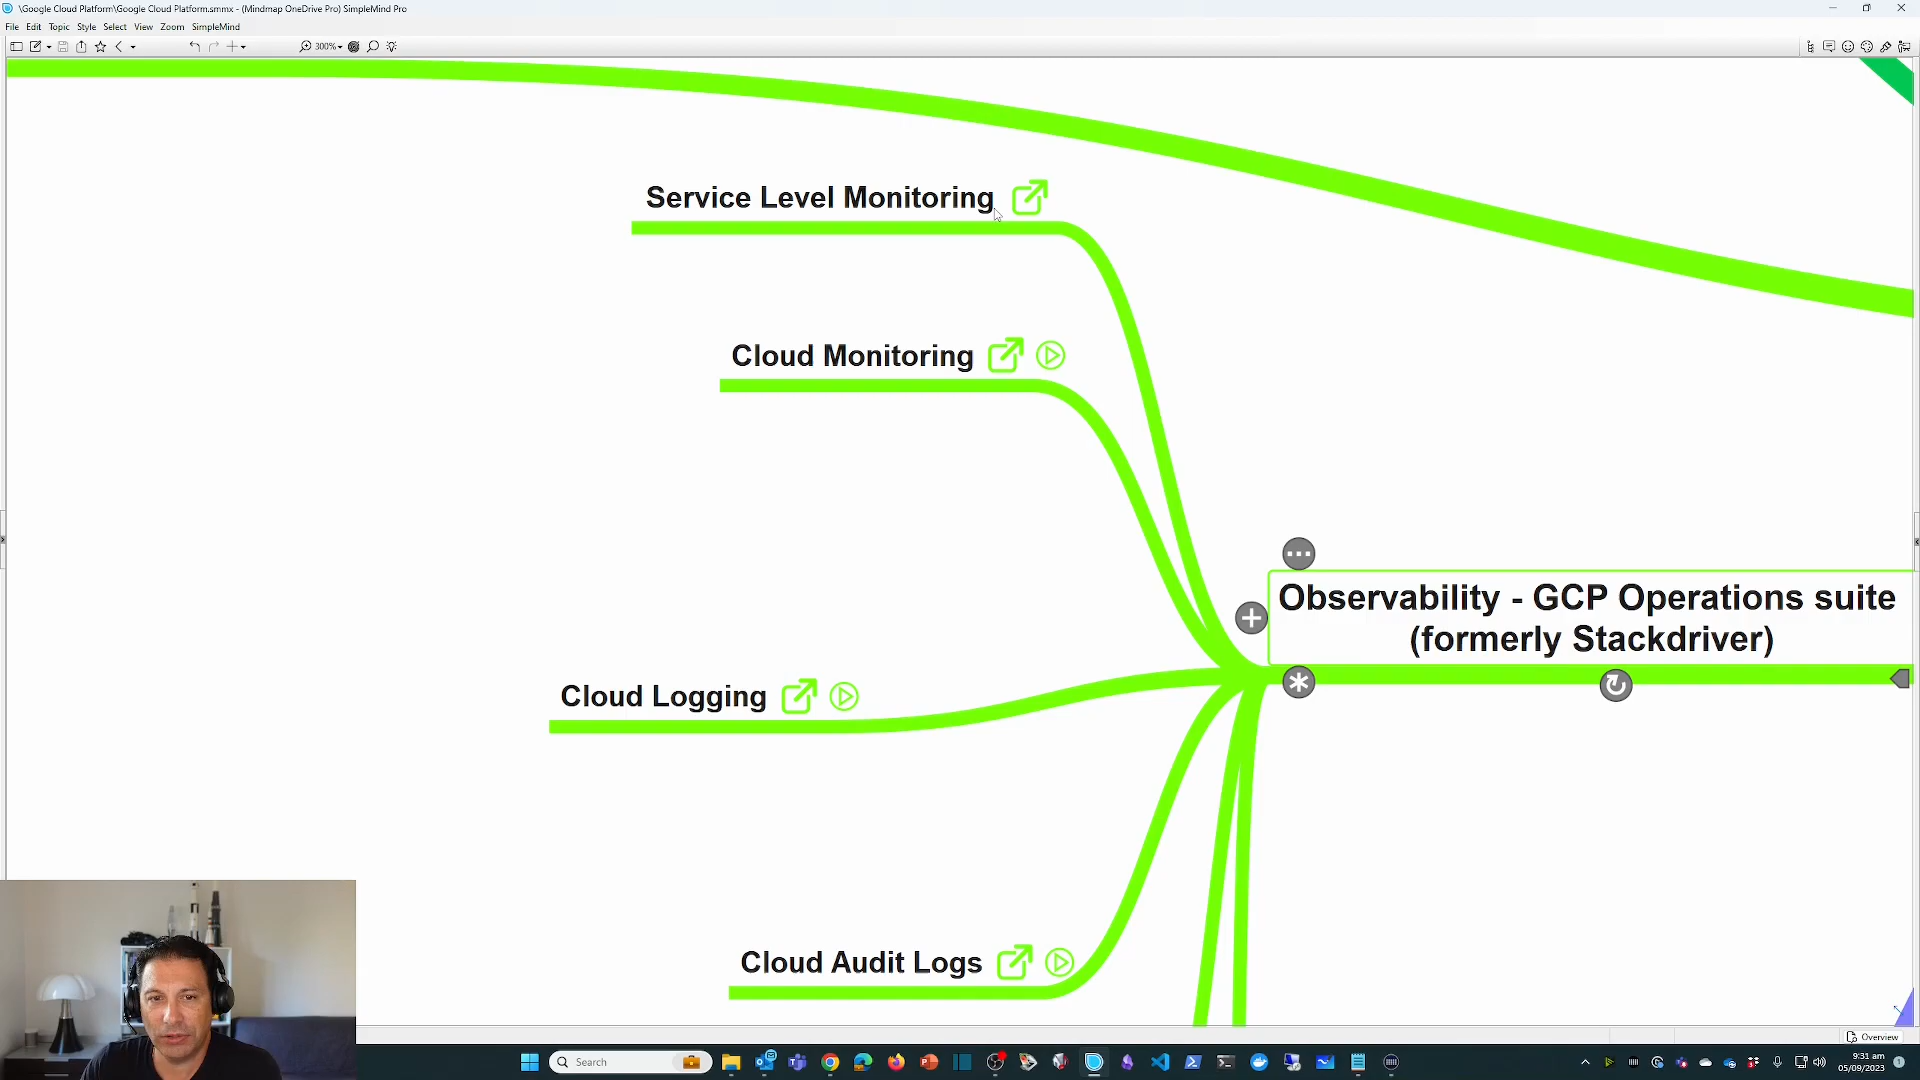 \Google Cloud Platform\Google Cloud Platform.smmx - (Mindmap OneDrive Pro) SimpleMind Pro
File Edit Topic Style Select View Zoom SimpleMind
300%
Service Level Monitoring
Cloud Monitoring
Observability - GCP Operations suite
(formerly Stackdriver)
Cloud Logging
Cloud Audit Logs
Overview
Search
9:31 am
05/09/2023